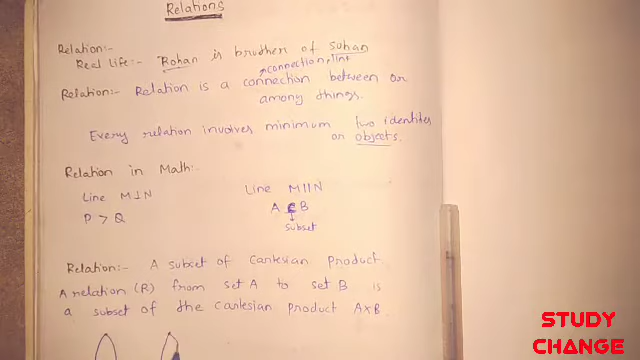 Relations
Relation:-
Real Life:- Rohan is brother of Suhan
connection, link
Relation:- Relation is a connection between or
among things.
Every relation involves minimum two identites
or objects.
Relation in Math:-
Line M⊥N
Line M||N
P > Q
A ⊂ B
subset
Relation:- A subset of Cartesian product
A relation (R) from set A to set B is
a subset of the Cartesian product A×B.
STUDY
CHANGE